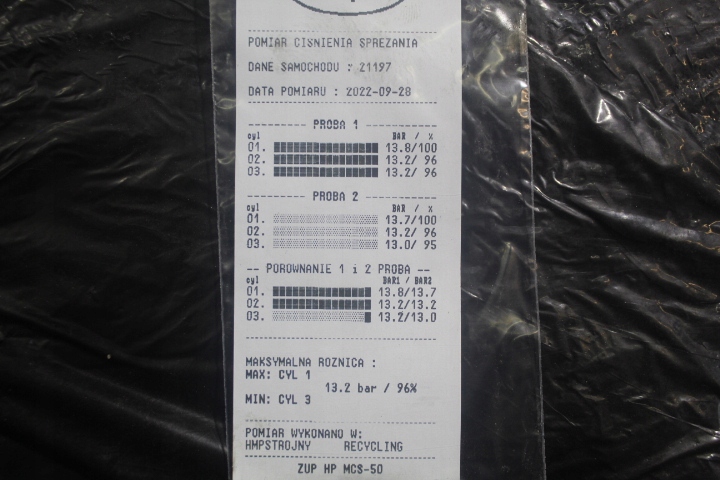 POMIAR CIŚNIENIA SPREZANIA
DANE SAMOCHODU : 21197
DATA POMIARU : 2022-09-28
PROBA 1
cyl BAR / %
01. 13.8/100
02. 13.2/ 96
03. 13.2/ 96
PROBA 2
cyl BAR / %
01. 13.7/100
02. 13.2/ 96
03. 13.0/ 95
-- POROWNANIE 1 i 2 PROBA --
cyl BAR1 / BAR2
01. 13.8/13.7
02. 13.2/13.2
03. 13.2/13.0
MAKSYMALNA ROZNICA :
MAX: CYL 1
13.2 bar / 96%
MIN: CYL 3
POMIAR WYKONANO W:
HMPSTROJNY RECYCLING
ZUP HP MCS-50